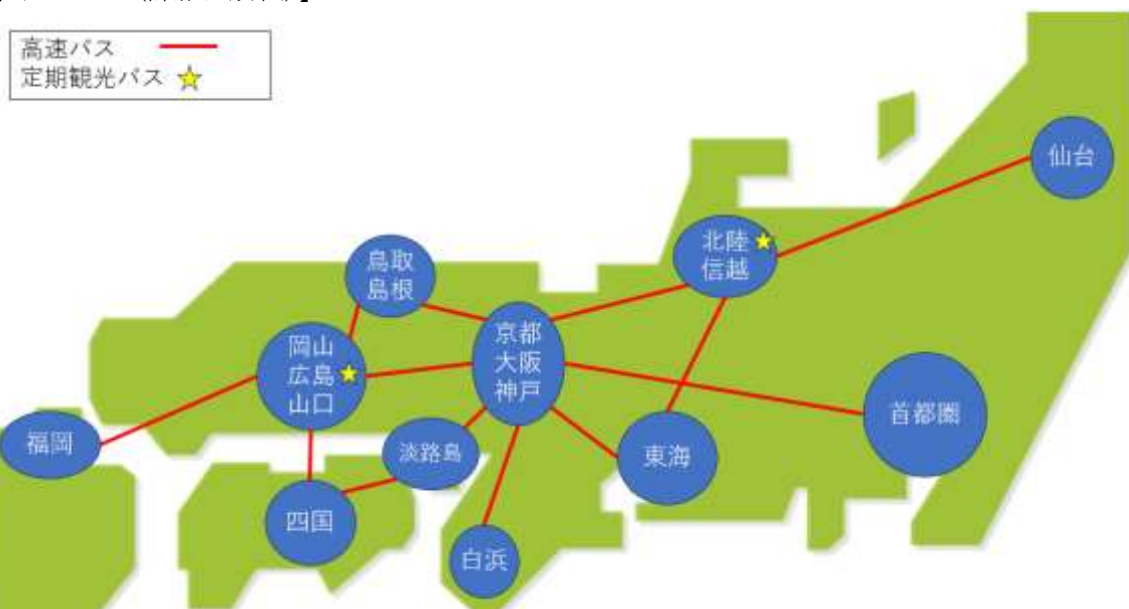 高速バス
定期観光バス
仙台
北陸
信越
鳥取
島根
京都
大阪
神戸
岡山
広島
山口
首都圏
福岡
淡路島
東海
四国
白浜